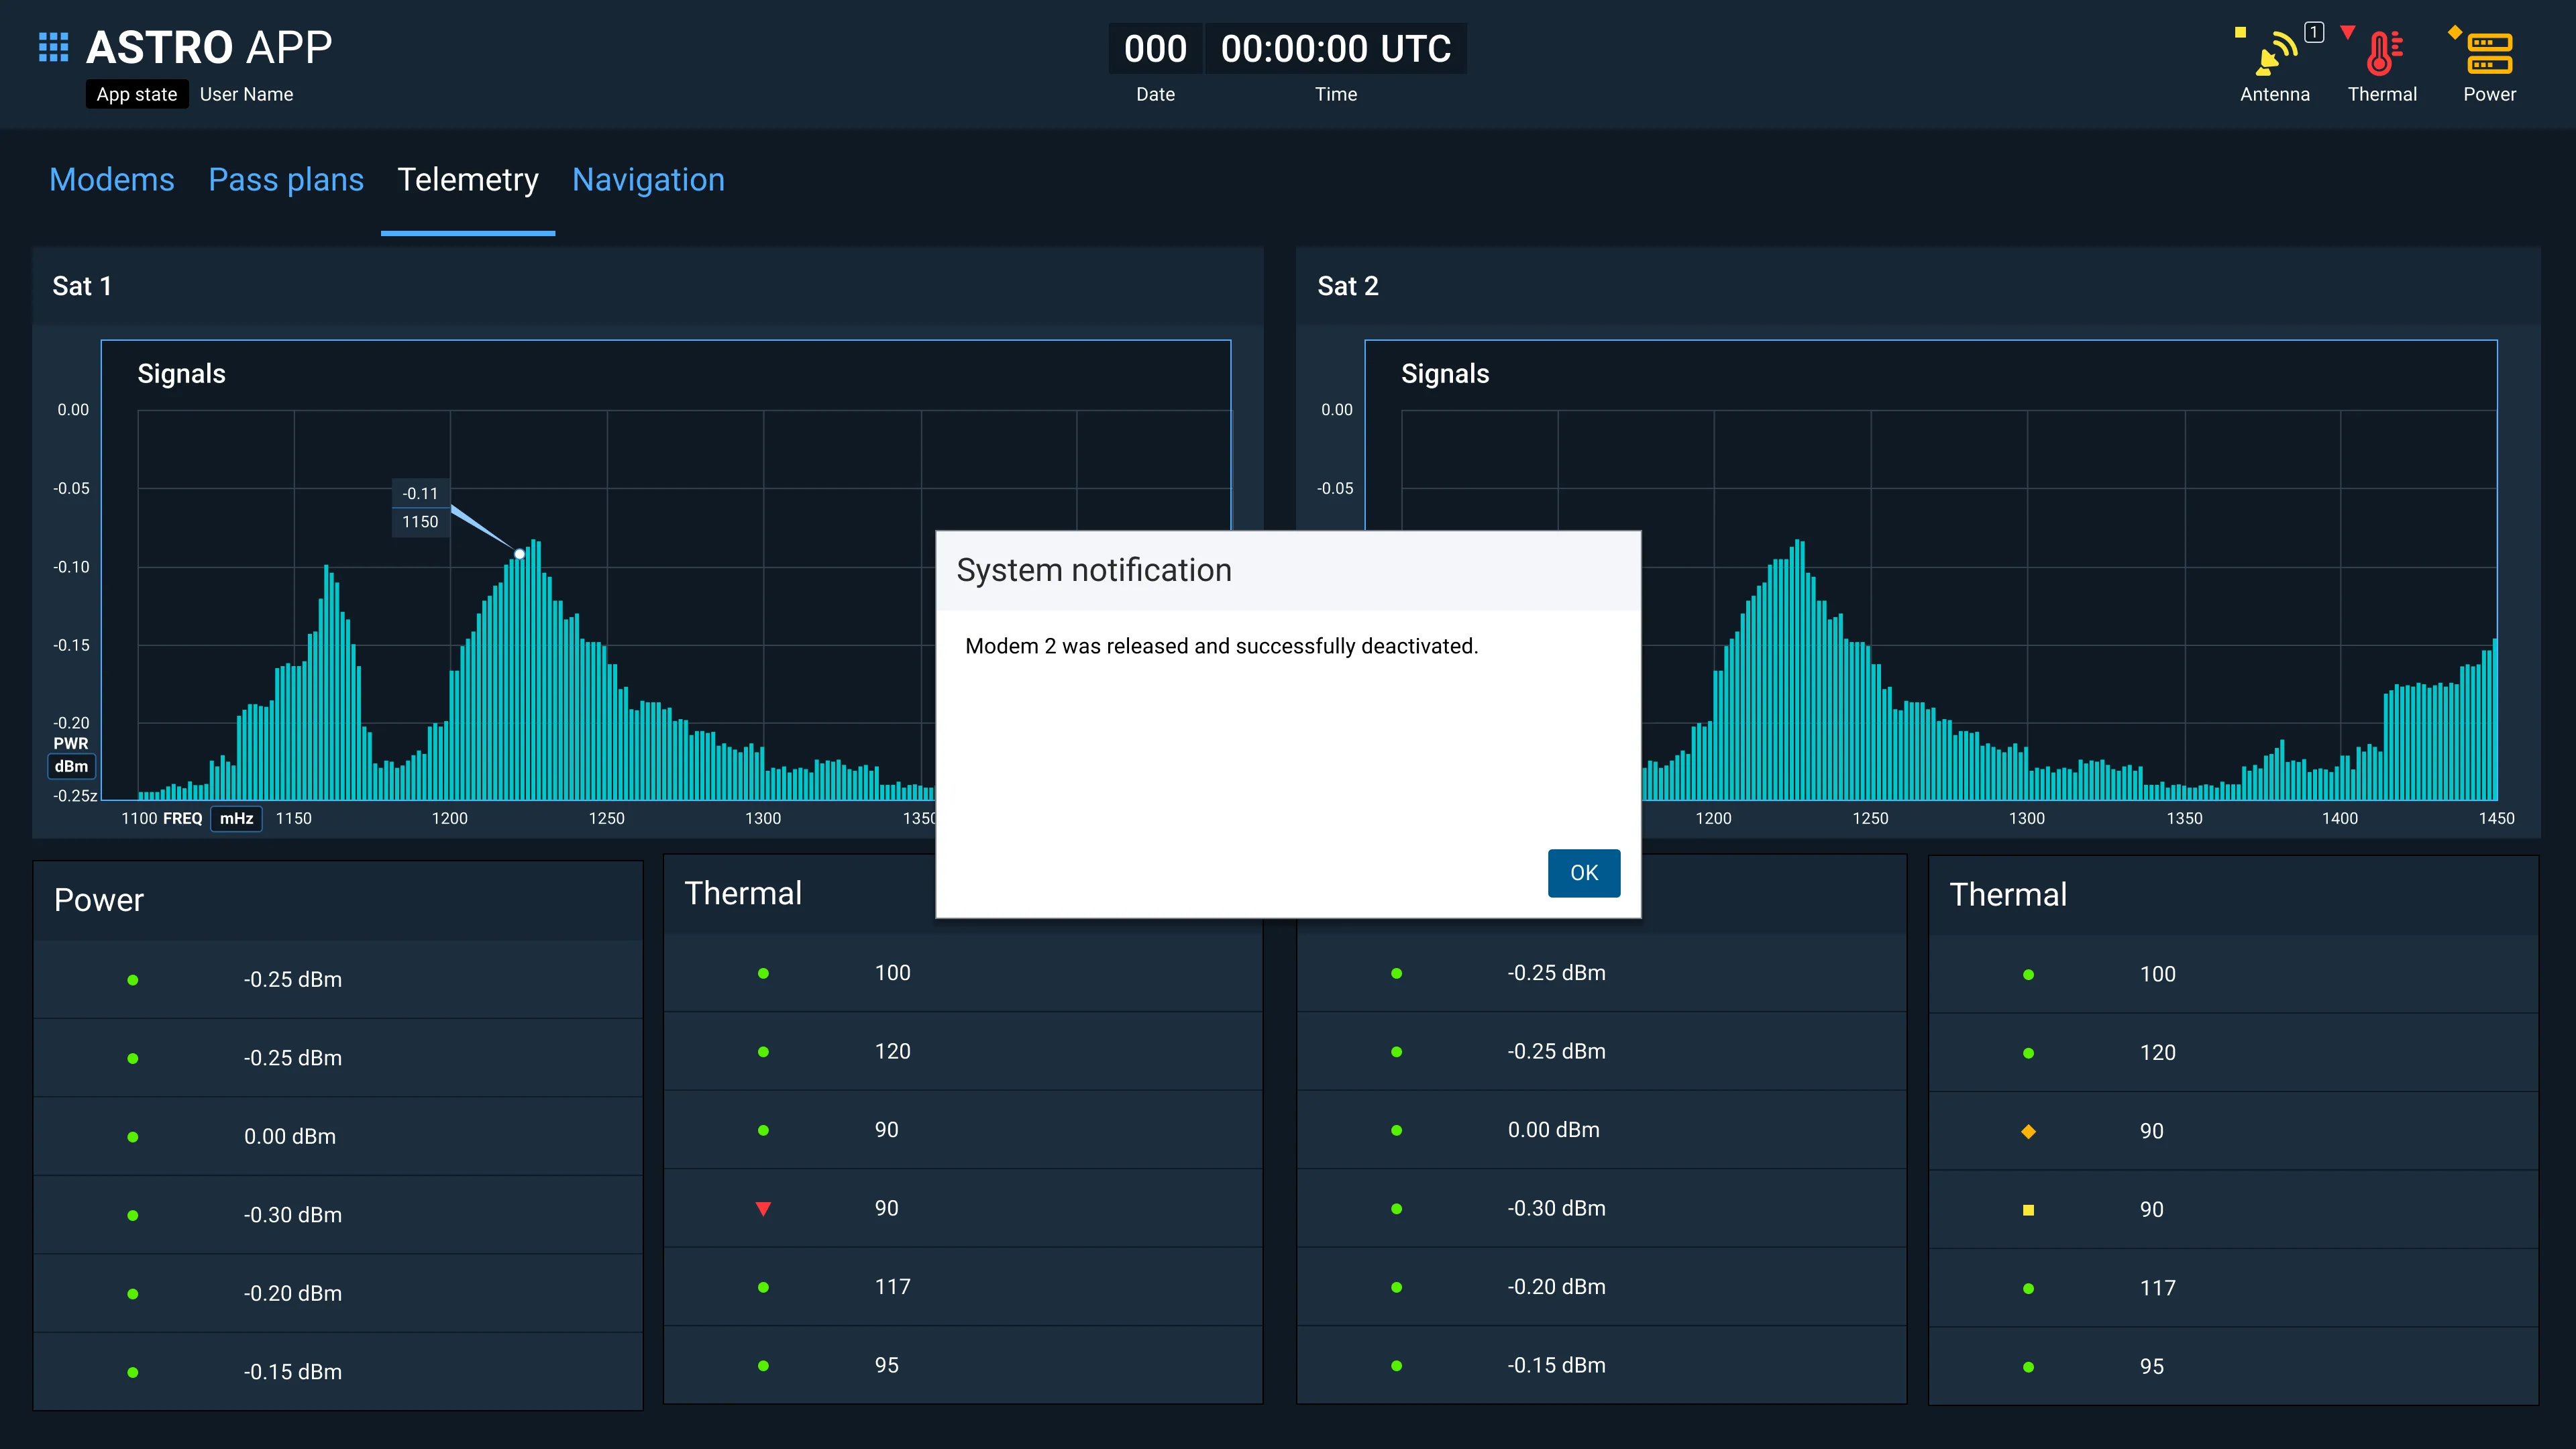 ASTRO APP
App state User Name
000 00:00:00 UTC
Date Time
1
Antenna Thermal Power
Modems Pass plans Telemetry Navigation
Sat 1
Signals
0.00
-0.05
-0.10
-0.15
-0.20
PWR
dBm
-0.25z
-0.11
1150
1100 FREQ mHz 1150 1200 1250 1300 1350
Sat 2
Signals
0.00
-0.05
1200 1250 1300 1350 1400 1450
System notification
Modem 2 was released and successfully deactivated.
OK
Power
-0.25 dBm
-0.25 dBm
0.00 dBm
-0.30 dBm
-0.20 dBm
-0.15 dBm
Thermal
100
120
90
90
117
95
-0.25 dBm
-0.25 dBm
0.00 dBm
-0.30 dBm
-0.20 dBm
-0.15 dBm
Thermal
100
120
90
90
117
95